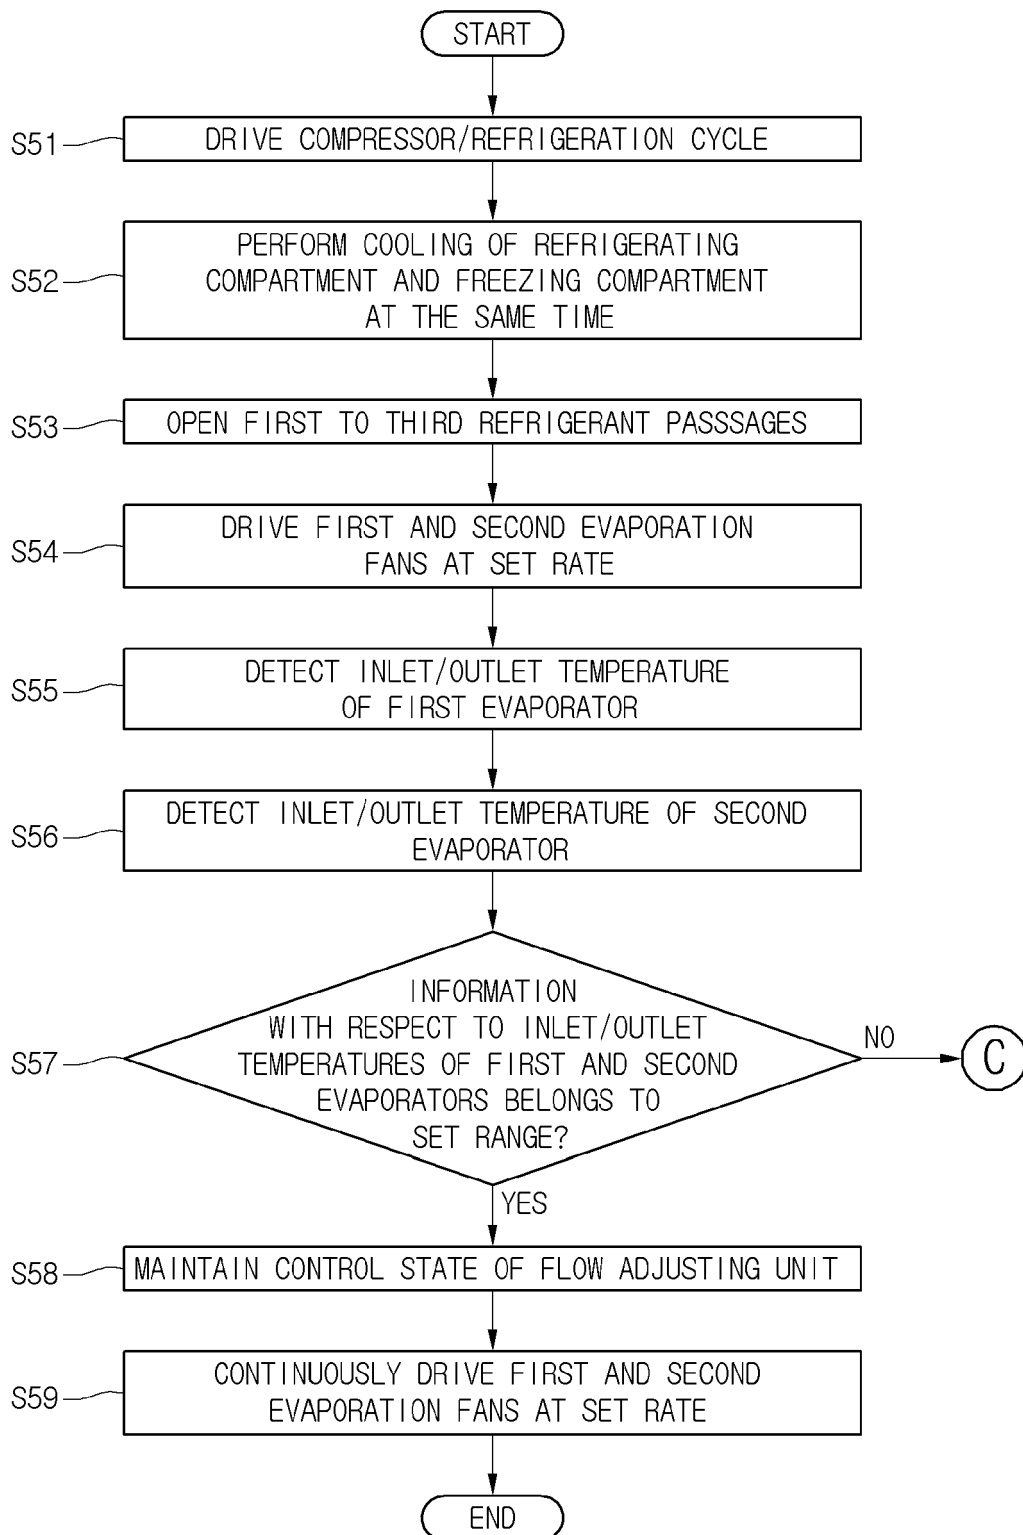 START
S51
DRIVE COMPRESSOR/REFRIGERATION CYCLE
S52
PERFORM COOLING OF REFRIGERATING
COMPARTMENT AND FREEZING COMPARTMENT
AT THE SAME TIME
S53
OPEN FIRST TO THIRD REFRIGERANT PASSSAGES
S54
DRIVE FIRST AND SECOND EVAPORATION
FANS AT SET RATE
S55
DETECT INLET/OUTLET TEMPERATURE
OF FIRST EVAPORATOR
S56
DETECT INLET/OUTLET TEMPERATURE OF SECOND
EVAPORATOR
S57
INFORMATION
WITH RESPECT TO INLET/OUTLET
TEMPERATURES OF FIRST AND SECOND
EVAPORATORS BELONGS TO
SET RANGE?
NO
C
YES
S58
MAINTAIN CONTROL STATE OF FLOW ADJUSTING UNIT
S59
CONTINUOUSLY DRIVE FIRST AND SECOND
EVAPORATION FANS AT SET RATE
END